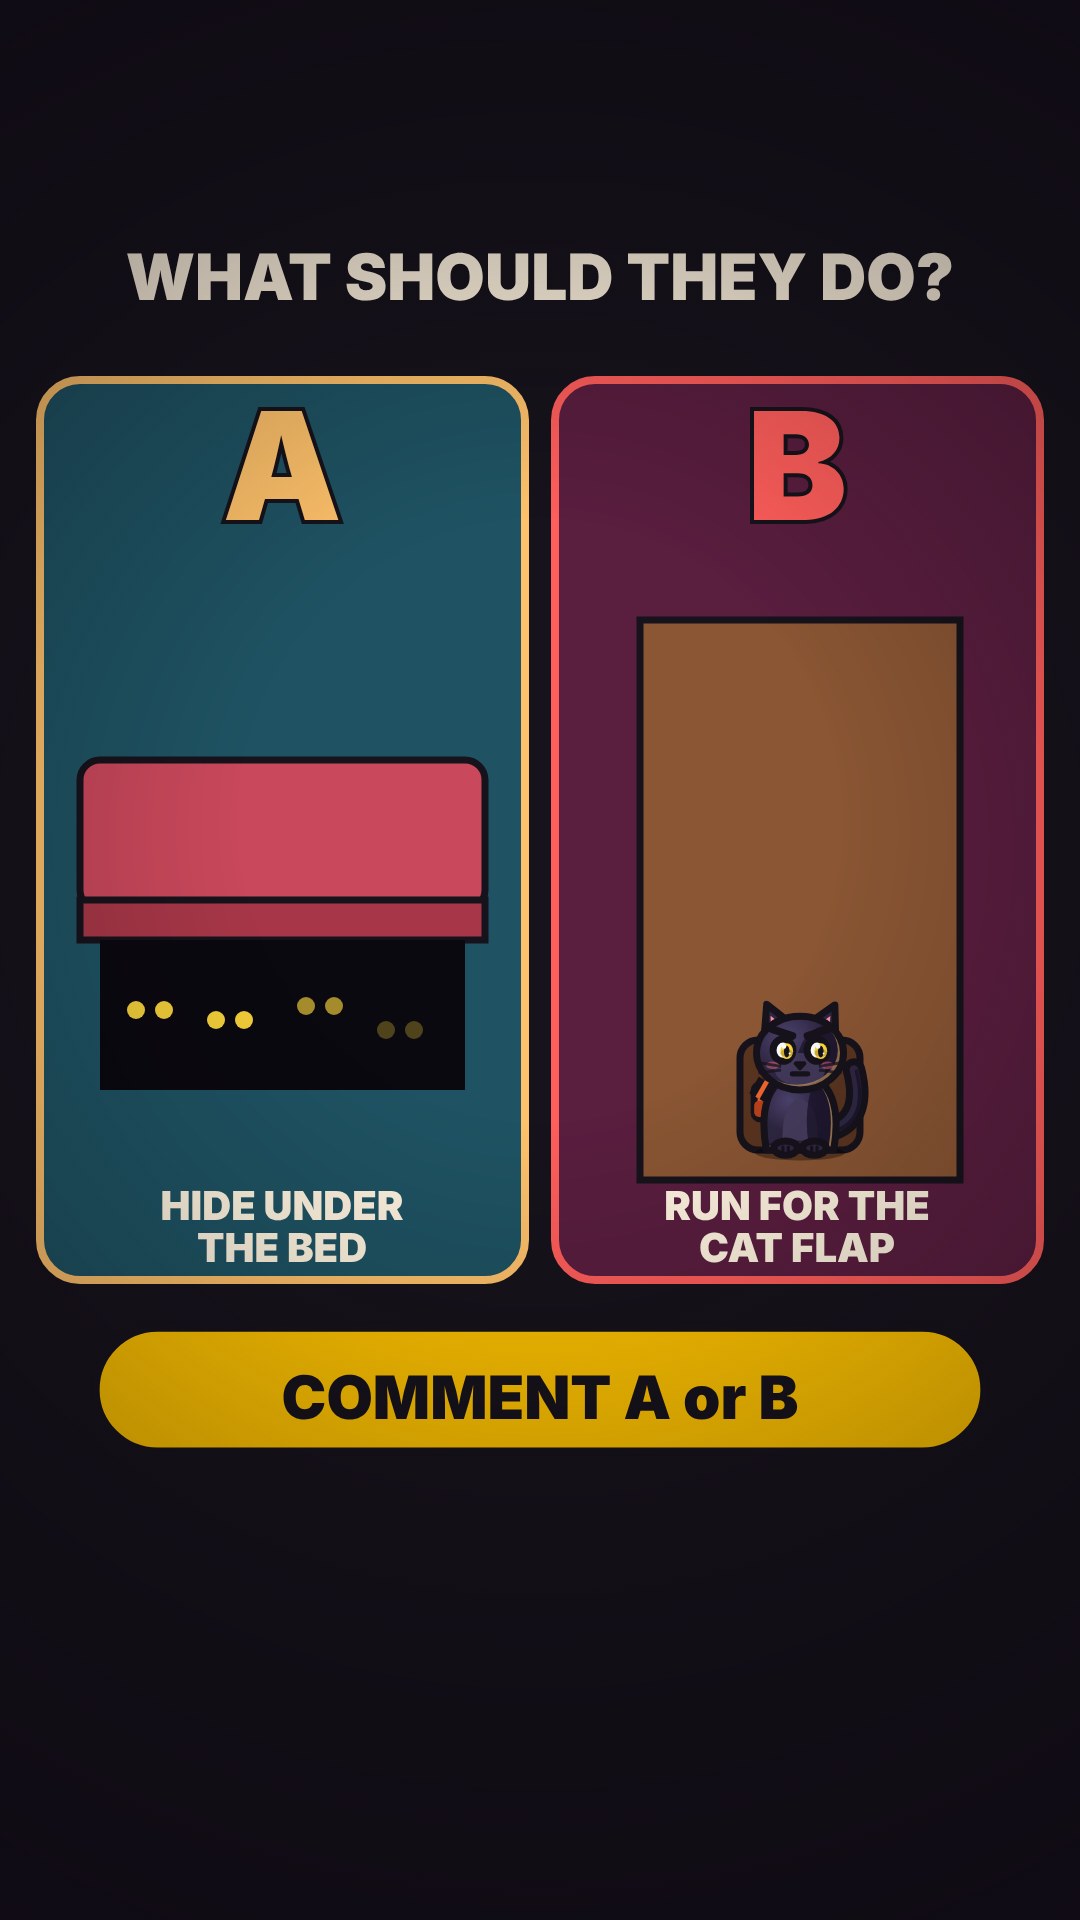 WHAT SHOULD THEY DO?
A
HIDE UNDER
THE BED
B
RUN FOR THE
CAT FLAP
COMMENT A or B